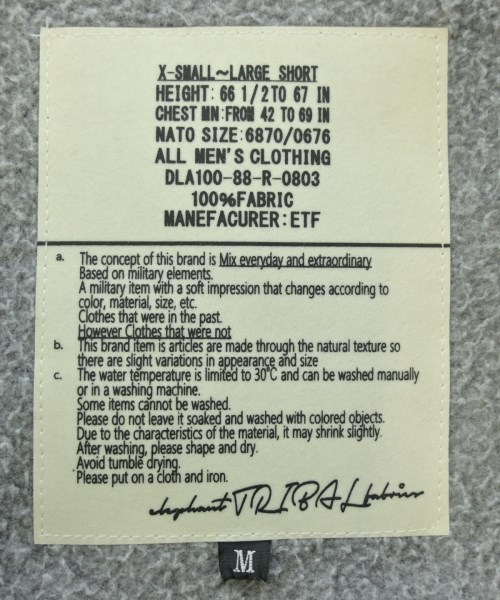 X-SMALL~LARGE SHORT
HEIGHT: 66 1/2 TO 67 IN
CHEST MN:FROM 42 TO 69 IN
NATO SIZE:6870/0676
ALL MEN'S CLOTHING
DLA100-88-R-0803
100%FABRIC
MANEFACURER:ETF
a. The concept of this brand is Mix everyday and extraordinary
Based on military elements.
A military item with a soft impression that changes according to
color, material, size, etc.
Clothes that were in the past.
However Clothes that were not
b. This brand item is articles are made through the natural texture so
there are slight variations in appearance and size
c. The water temperature is limited to 30°C and can be washed manually
or in a washing machine.
Some items cannot be washed.
Please do not leave it soaked and washed with colored objects.
Due to the characteristics of the material, it may shrink slightly.
After washing, please shape and dry.
Avoid tumble drying.
Please put on a cloth and iron.
elephant TRIBAL fabrics
M